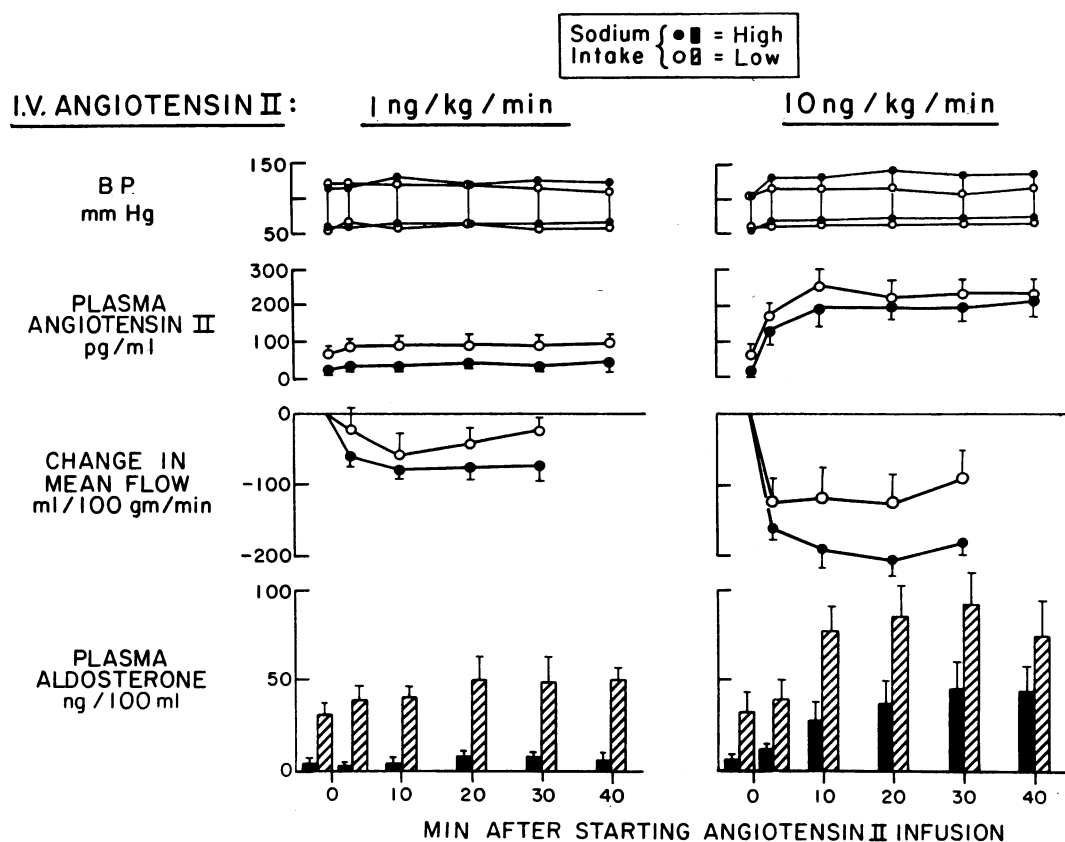 Sodium { ● ■ = High
Intake { ○ ▨ = Low
I.V. ANGIOTENSIN II:
1 ng/kg/min
10 ng/kg/min
B P.
mm Hg
150
50
PLASMA
ANGIOTENSIN II
pg/ml
300
200
100
0
CHANGE IN
MEAN FLOW
ml/100 gm/min
0
-100
-200
PLASMA
ALDOSTERONE
ng/100 ml
100
50
0
0 10 20 30 40
0 10 20 30 40
MIN AFTER STARTING ANGIOTENSIN II INFUSION